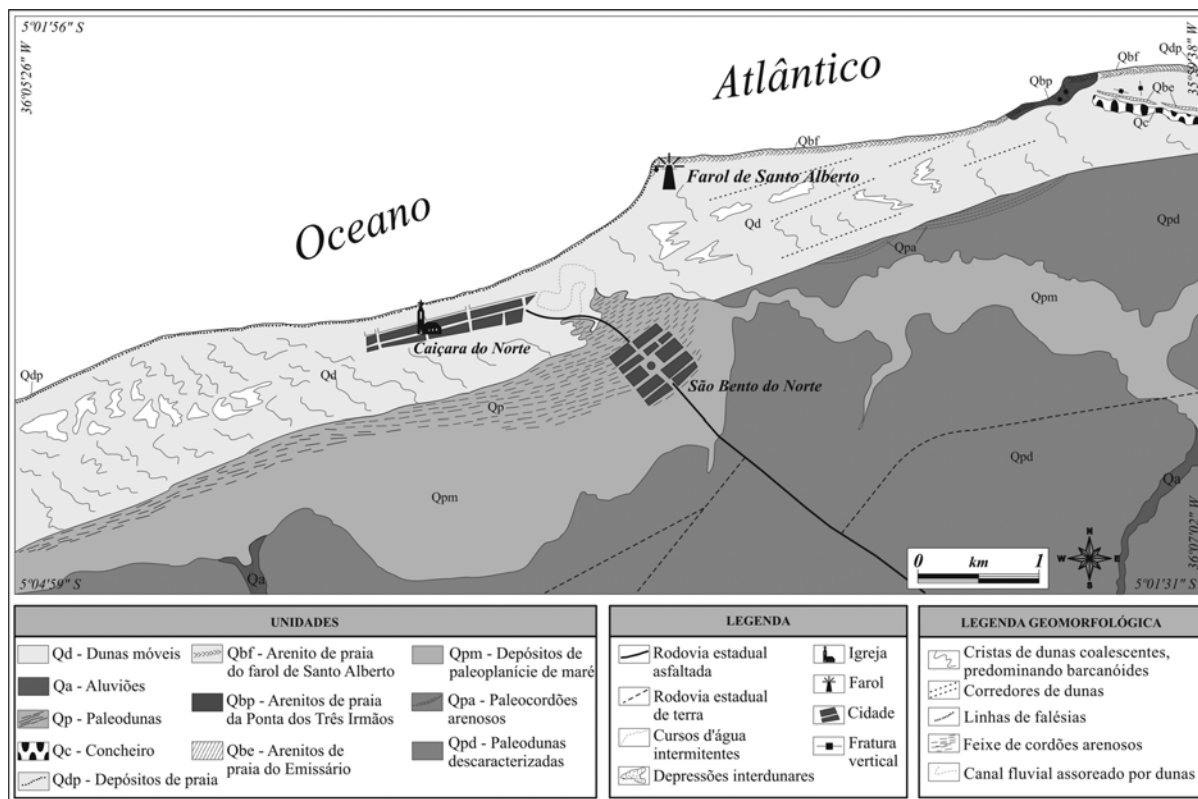 5°01'56" S
36°05'26" W
Atlântico
Oceano
Qbp
Qbf
Qdp
Qbe
Qc
Qbf
Farol de Santo Alberto
Qd
Qpa
Qpd
Qpm
Caiçara do Norte
São Bento do Norte
Qdp
Qd
Qp
Qpm
Qpd
Qa
Qa
36°07'02" W
N
W E
S
0 km 1
5°04'59" S
5°01'31" S
UNIDADES
Qd - Dunas móveis
Qa - Aluviões
Qp - Paleodunas
Qc - Concheiro
Qdp - Depósitos de praia
Qbf - Arenito de praia
do farol de Santo Alberto
Qbp - Arenitos de praia
da Ponta dos Três Irmãos
Qbe - Arenitos de
praia do Emissário
Qpm - Depósitos de
paleoplanície de maré
Qpa - Paleocordões
arenosos
Qpd - Paleodunas
descaracterizadas
LEGENDA
Rodovia estadual
asfaltada
Rodovia estadual
de terra
Cursos d'água
intermitentes
Depressões interdunares
Igreja
Farol
Cidade
Fratura
vertical
LEGENDA GEOMORFOLÓGICA
Cristas de dunas coalescentes,
predominando barcanóides
Corredores de dunas
Linhas de falésias
Feixe de cordões arenosos
Canal fluvial assoreado por dunas